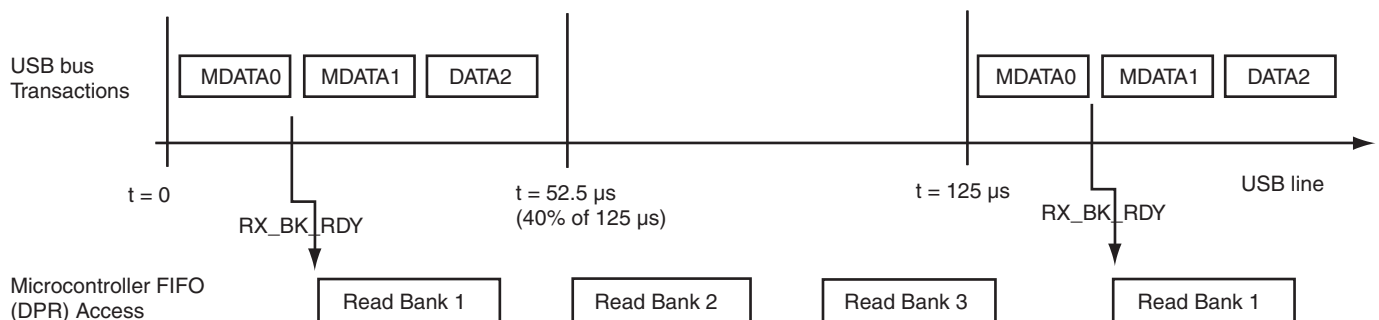 USB bus
Transactions
MDATA0 MDATA1 DATA2 MDATA0 MDATA1 DATA2
t = 0
t = 52.5 µs
(40% of 125 µs)
t = 125 µs
USB line
RX_BK_RDY
RX_BK_RDY
Microcontroller FIFO
(DPR) Access
Read Bank 1 Read Bank 2 Read Bank 3 Read Bank 1